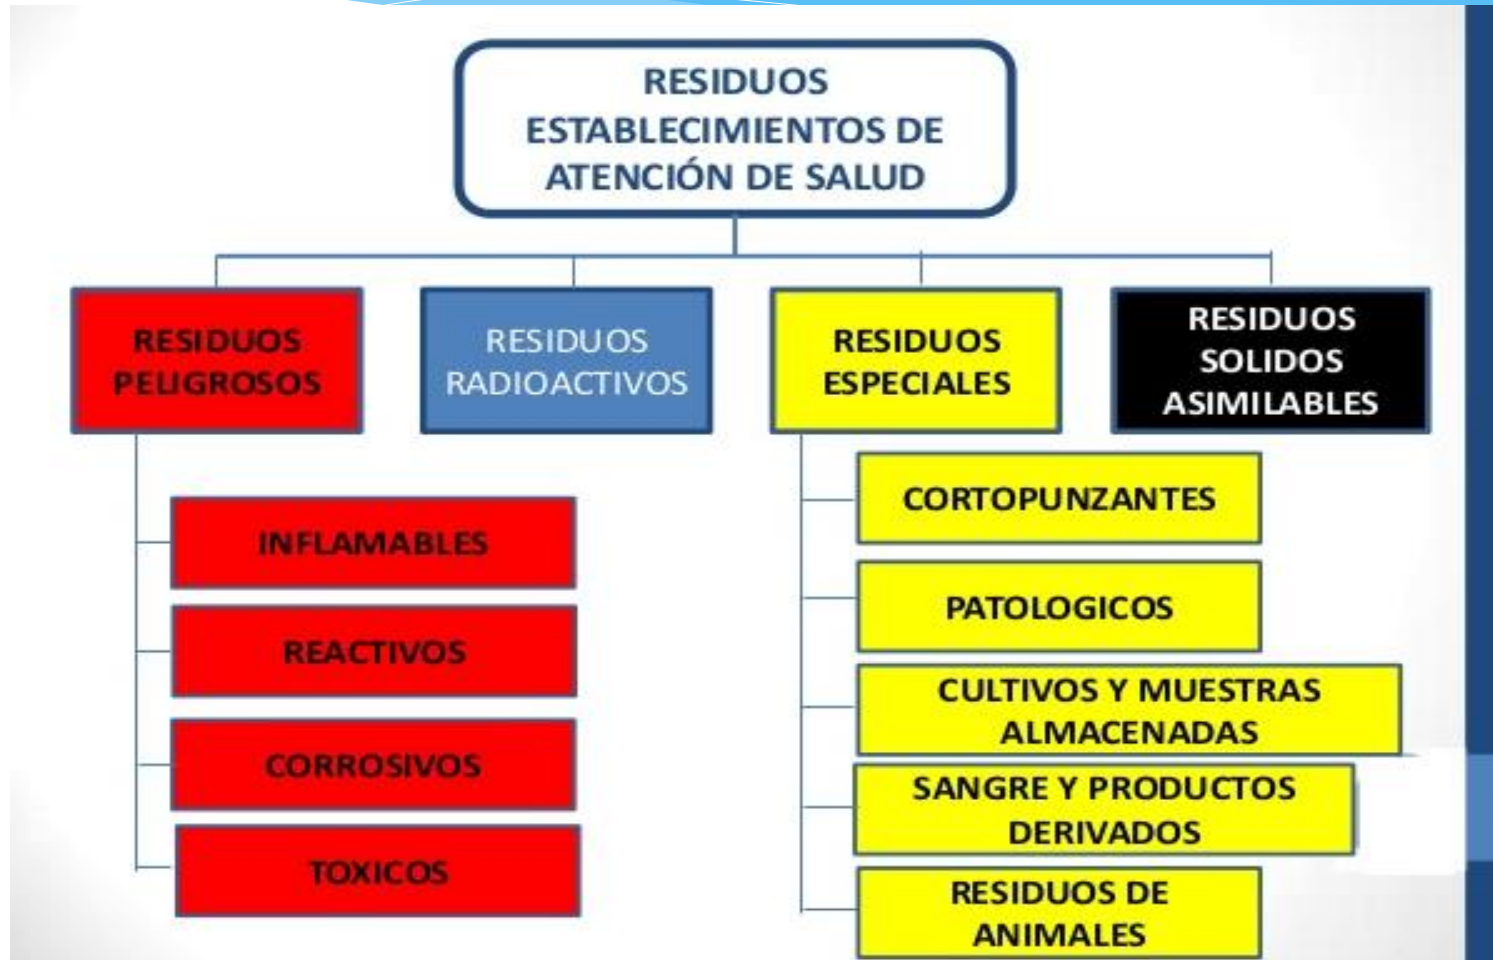 RESIDUOS
ESTABLECIMIENTOS DE
ATENCIÓN DE SALUD
RESIDUOS
PELIGROSOS
RESIDUOS
RADIOACTIVOS
RESIDUOS
ESPECIALES
RESIDUOS
SOLIDOS
ASIMILABLES
INFLAMABLES
REACTIVOS
CORROSIVOS
TOXICOS
CORTOPUNZANTES
PATOLOGICOS
CULTIVOS Y MUESTRAS
ALMACENADAS
SANGRE Y PRODUCTOS
DERIVADOS
RESIDUOS DE
ANIMALES